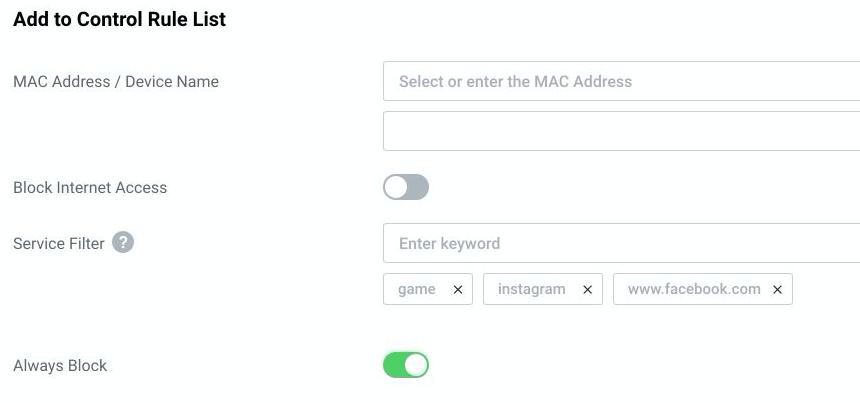 Add to Control Rule List
MAC Address / Device Name
Select or enter the MAC Address
Block Internet Access
Service Filter ?
Enter keyword
game × instagram × www.facebook.com ×
Always Block